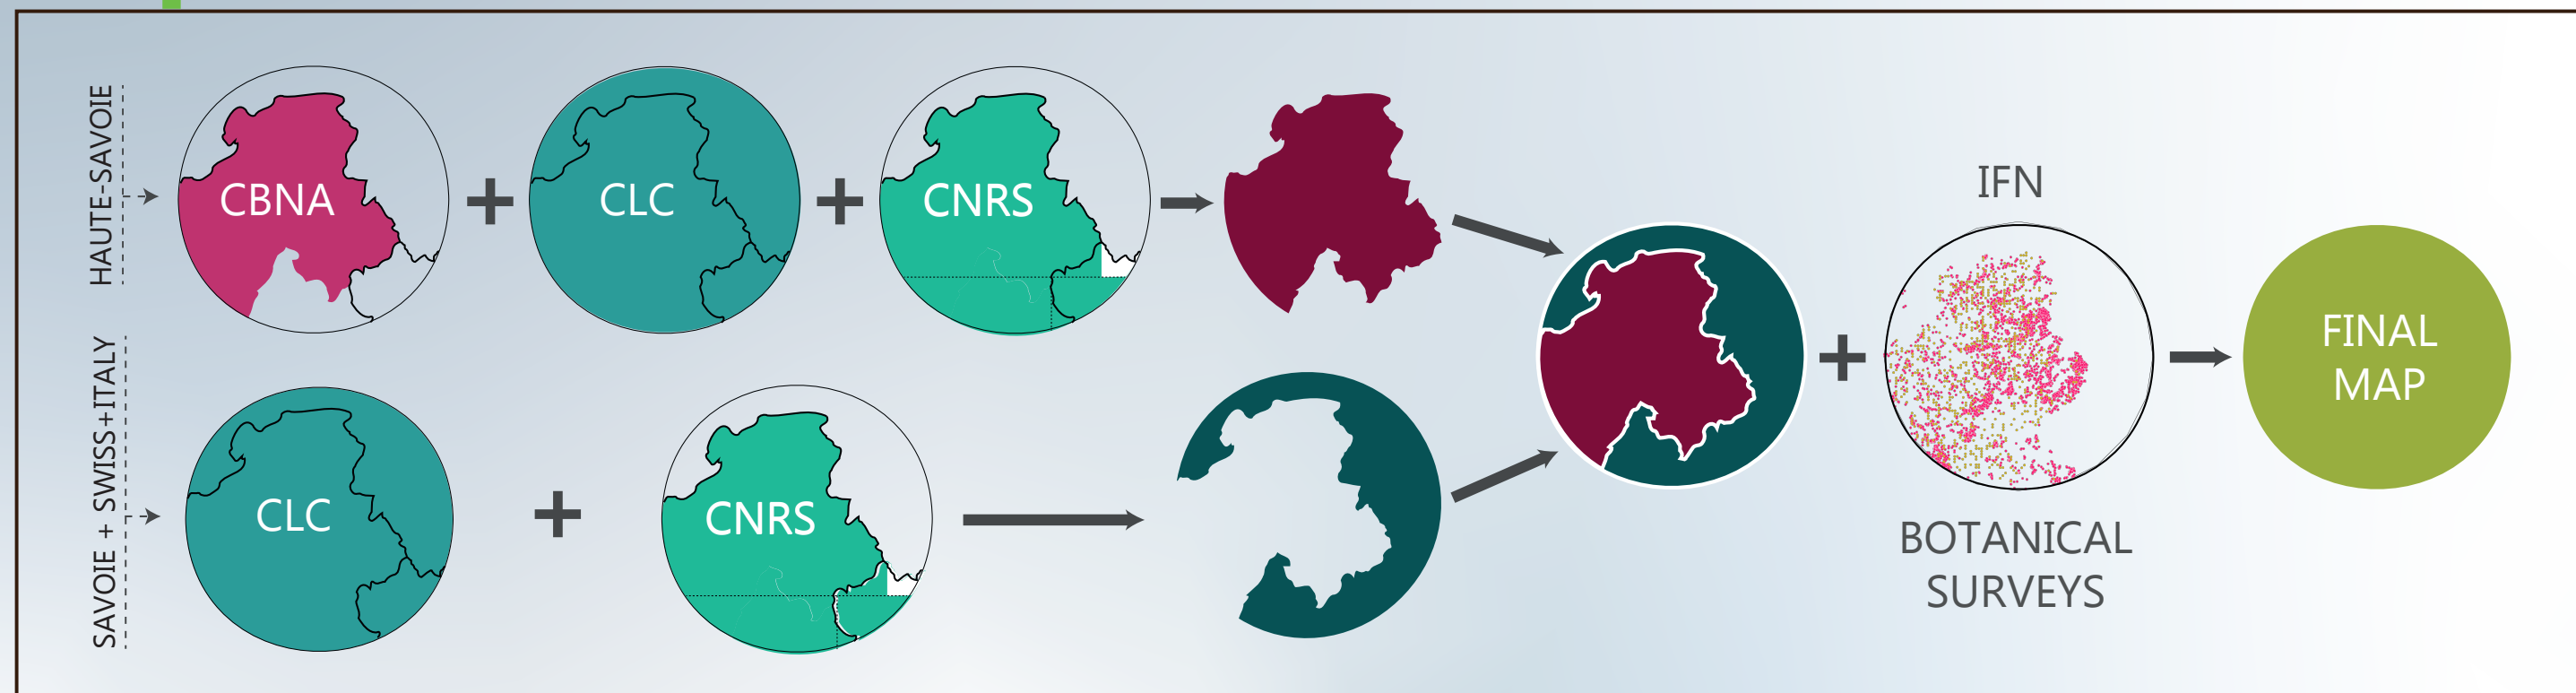 HAUTE-SAVOIE
CBNA
CLC
CNRS
SAVOIE + SWISS+ITALY
CLC
CNRS
IFN
BOTANICAL
SURVEYS
FINAL
MAP